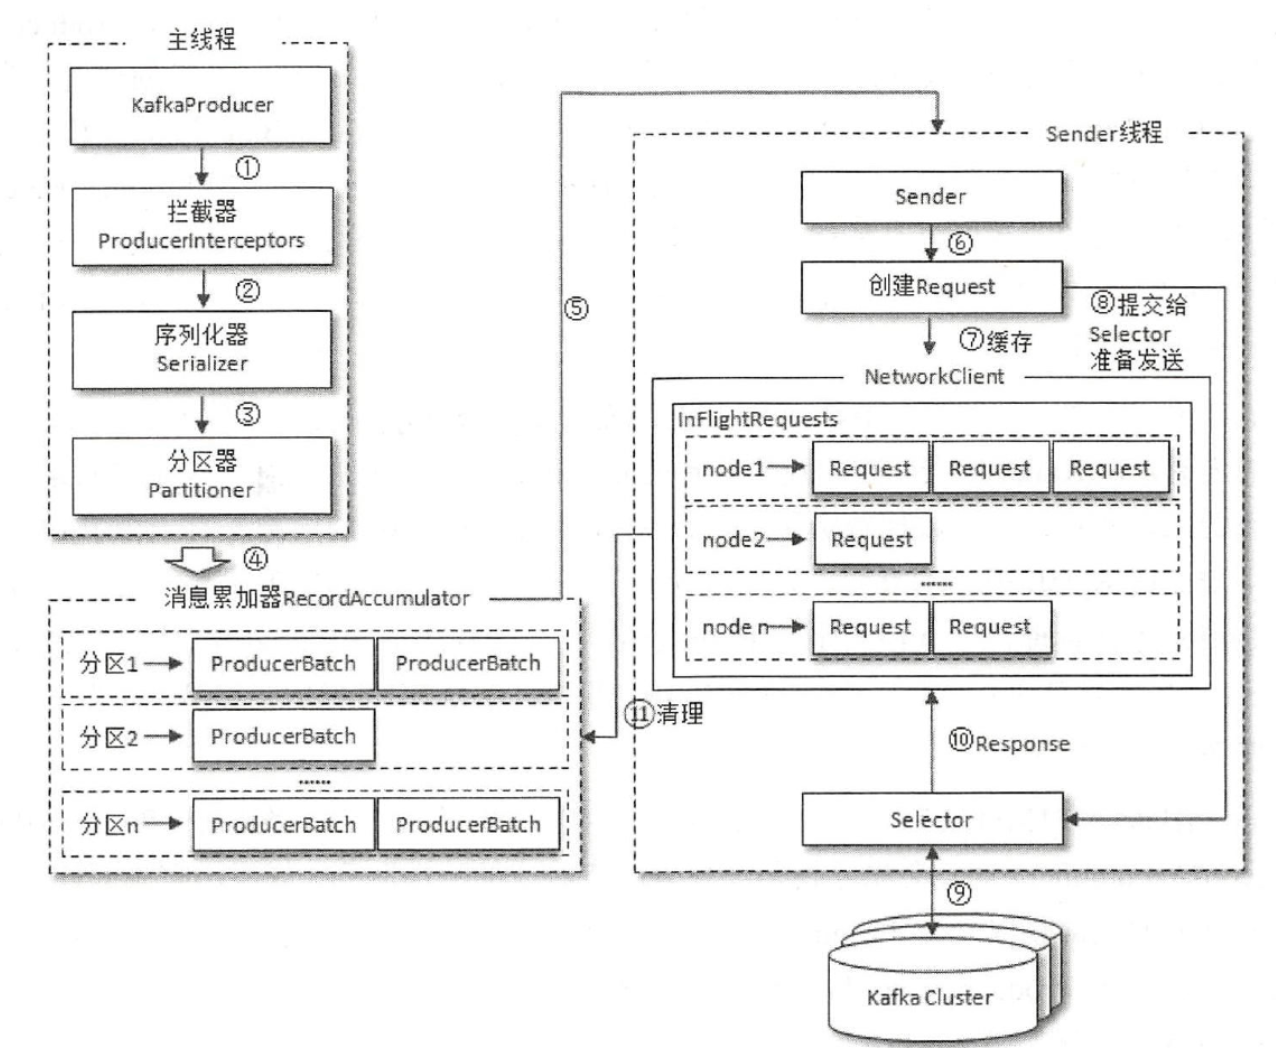 主线程
KafkaProducer
①
拦截器
ProducerInterceptors
②
序列化器
Serializer
③
分区器
Partitioner
④
消息累加器RecordAccumulator
分区1
ProducerBatch
ProducerBatch
分区2
ProducerBatch
......
分区n
ProducerBatch
ProducerBatch
⑤
Sender线程
Sender
⑥
创建Request
⑦缓存
⑧提交给
Selector
准备发送
NetworkClient
InFlightRequests
node1
Request
Request
Request
node2
Request
......
node n
Request
Request
⑪清理
⑩Response
Selector
⑨
Kafka Cluster